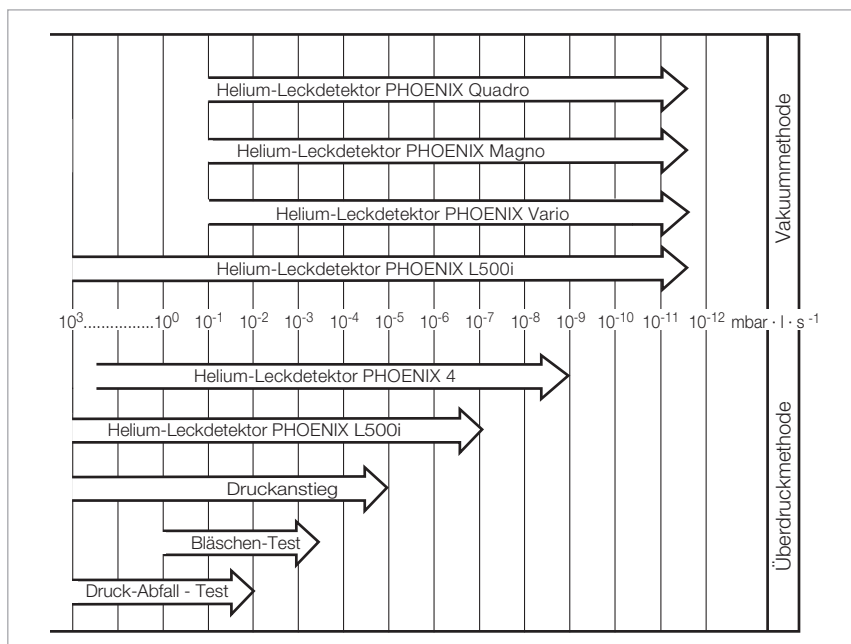 Helium-Leckdetektor PHOENIX Quadro
Helium-Leckdetektor PHOENIX Magno
Helium-Leckdetektor PHOENIX Vario
Helium-Leckdetektor PHOENIX L500i
Vakuummethode
10³...............10⁰ 10⁻¹ 10⁻² 10⁻³ 10⁻⁴ 10⁻⁵ 10⁻⁶ 10⁻⁷ 10⁻⁸ 10⁻⁹ 10⁻¹⁰ 10⁻¹¹ 10⁻¹² mbar · l · s⁻¹
Helium-Leckdetektor PHOENIX 4
Helium-Leckdetektor PHOENIX L500i
Druckanstieg
Bläschen-Test
Druck-Abfall - Test
Überdruckmethode